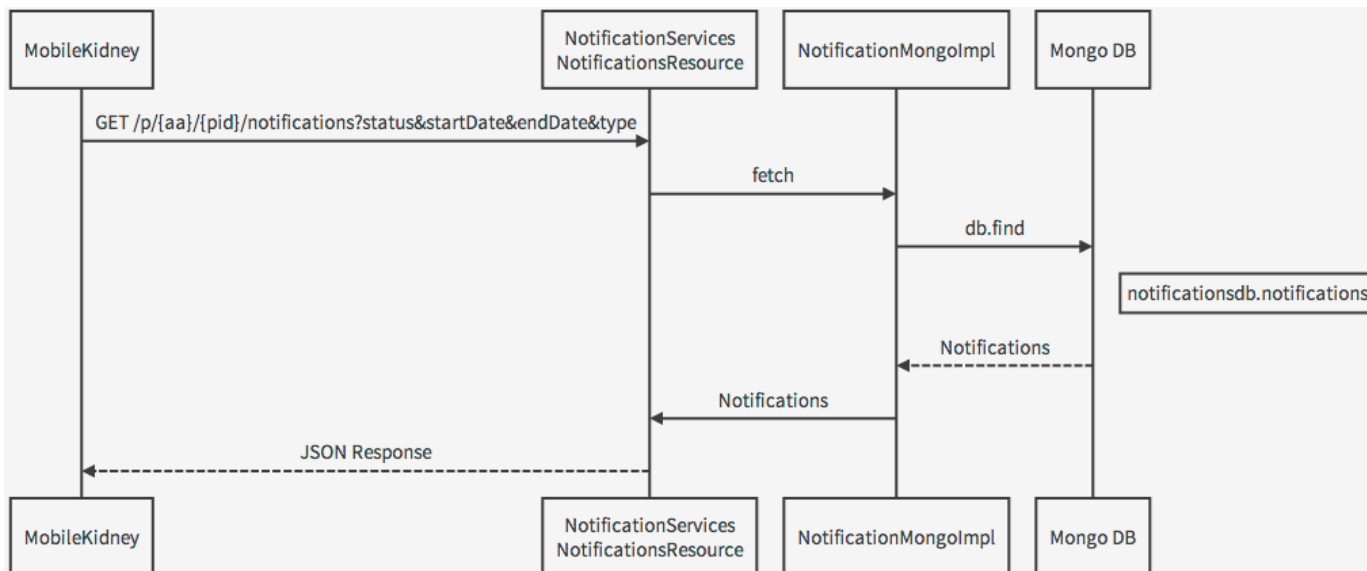 MobileKidney
NotificationServices
NotificationsResource
NotificationMongoImpl
Mongo DB
GET /p/{aa}/{pid}/notifications?status&startDate&endDate&type
fetch
db.find
notificationsdb.notifications
Notifications
Notifications
JSON Response
MobileKidney
NotificationServices
NotificationsResource
NotificationMongoImpl
Mongo DB